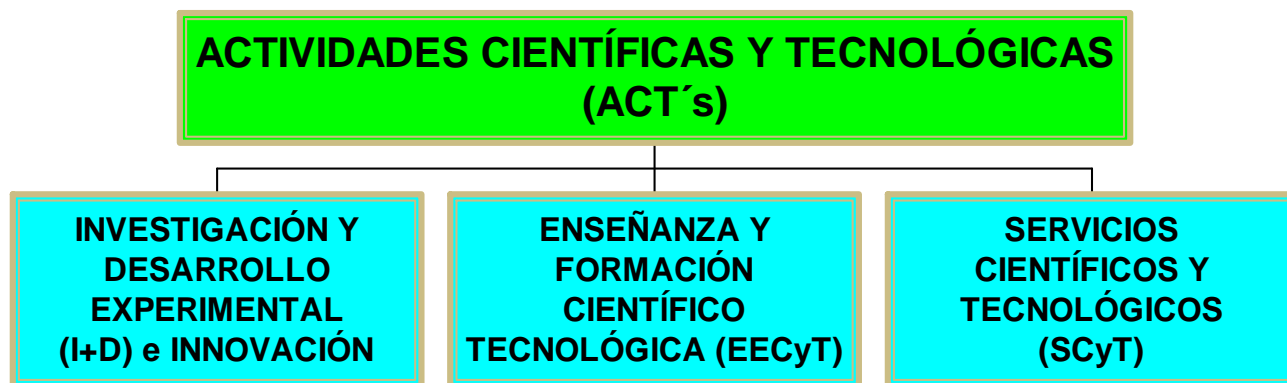 ACTIVIDADES CIENTÍFICAS Y TECNOLÓGICAS
(ACT´s)
INVESTIGACIÓN Y
DESARROLLO
EXPERIMENTAL
(I+D) e INNOVACIÓN
ENSEÑANZA Y
FORMACIÓN
CIENTÍFICO
TECNOLÓGICA (EECyT)
SERVICIOS
CIENTÍFICOS Y
TECNOLÓGICOS
(SCyT)